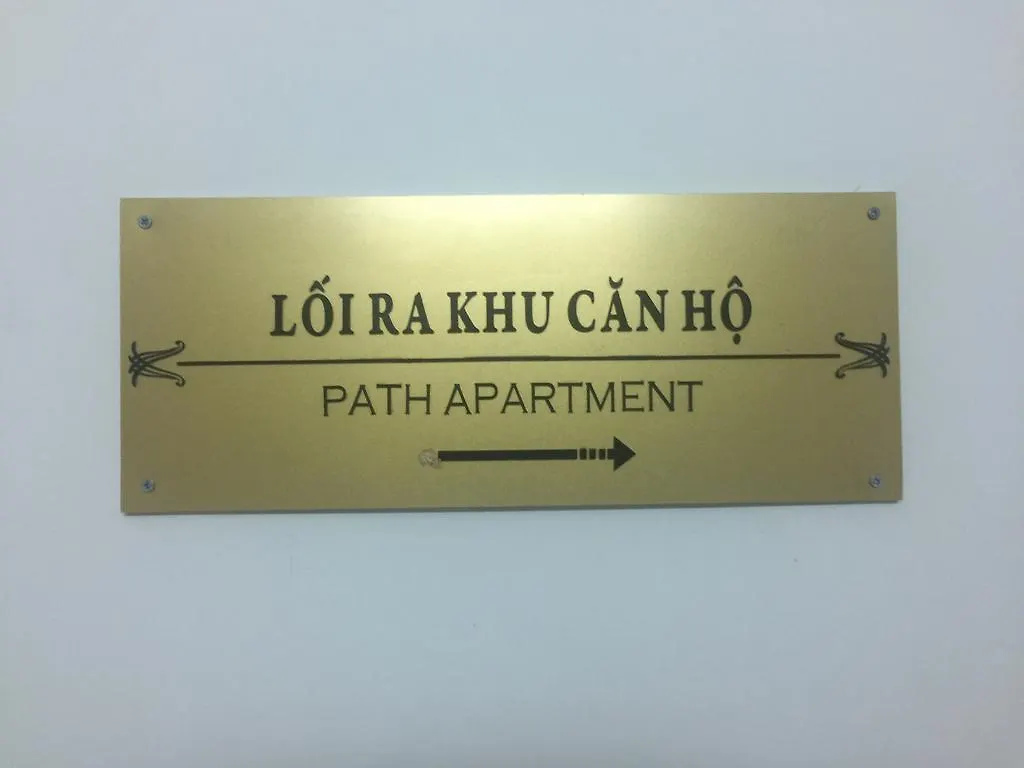 LỐI RA KHU CĂN HỘ
PATH APARTMENT